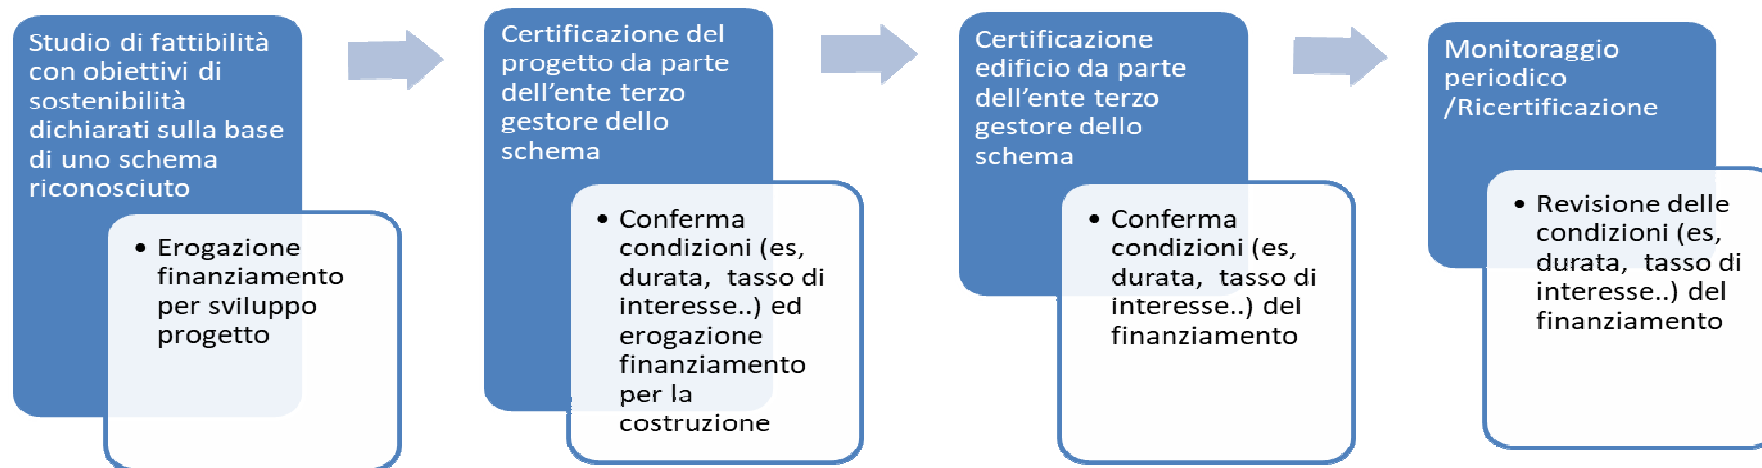 Studio di fattibilità
con obiettivi di
sostenibilità
dichiarati sulla base
di uno schema
riconosciuto
• Erogazione
finanziamento
per sviluppo
progetto
Certificazione del
progetto da parte
dell'ente terzo
gestore dello
schema
• Conferma
condizioni (es,
durata, tasso di
interesse..) ed
erogazione
finanziamento
per la
costruzione
Certificazione
edificio da parte
dell'ente terzo
gestore dello
schema
• Conferma
condizioni (es,
durata, tasso di
interesse..) del
finanziamento
Monitoraggio
periodico
/Ricertificazione
• Revisione delle
condizioni (es,
durata, tasso di
interesse..) del
finanziamento